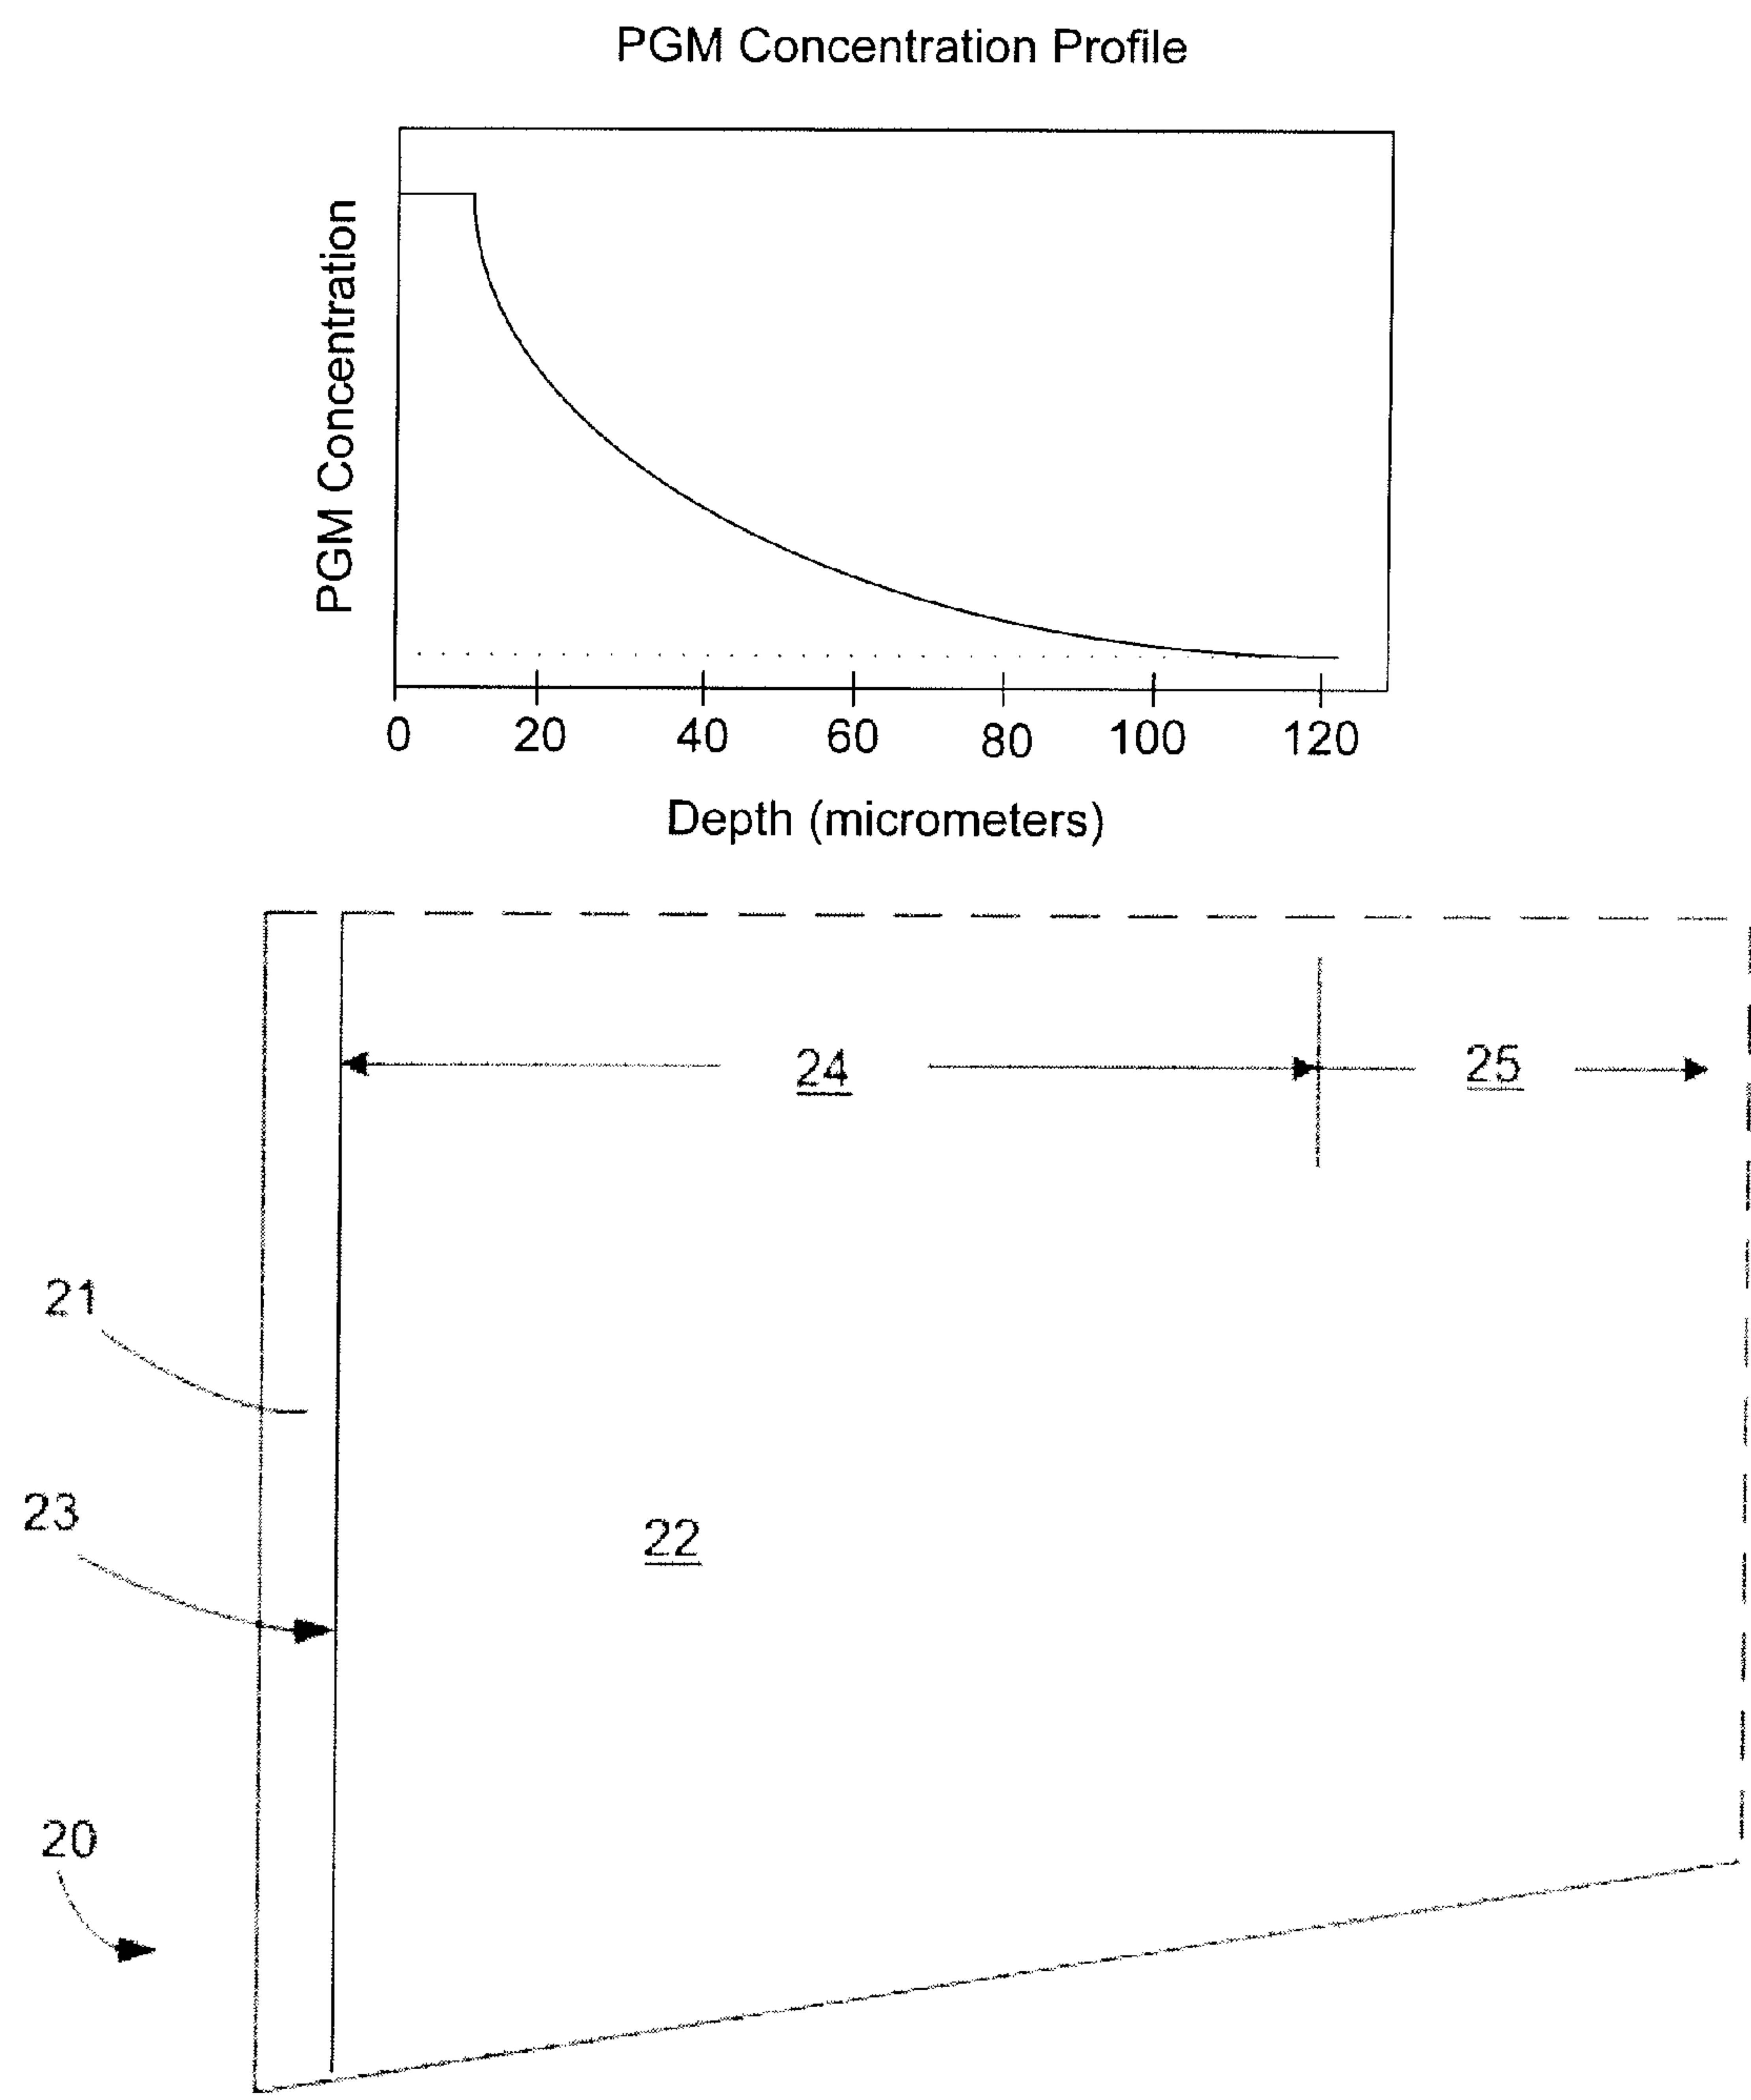 PGM Concentration Profile
PGM Concentration
0 20 40 60 80 100 120
Depth (micrometers)
24 25
21
23
22
20